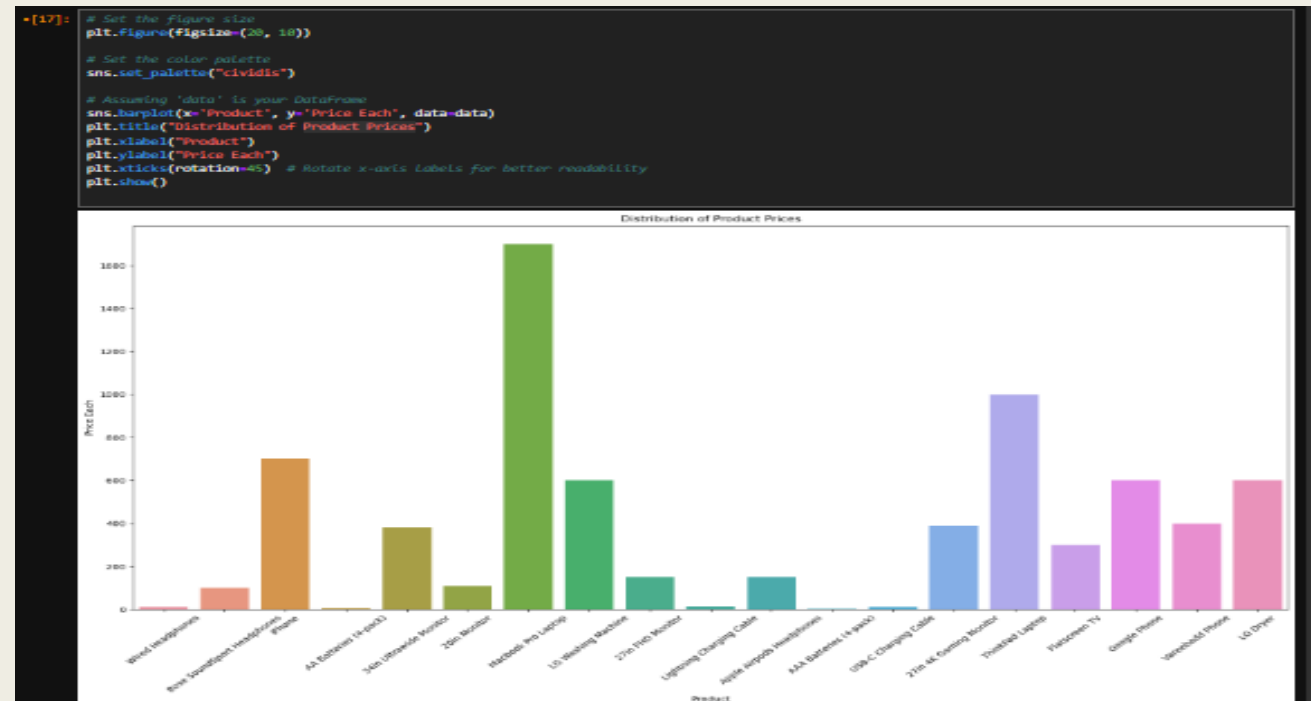 [17]:
# Set the figure size
plt.figure(figsize=(20, 10))
# Set the color palette
sns.set_palette("cividis")
# Assuming 'data' is your DataFrame
sns.barplot(x='Product', y='Price Each', data=data)
plt.title("Distribution of Product Prices")
plt.xlabel("Product")
plt.ylabel("Price Each")
plt.xticks(rotation=45)  # Rotate x-axis labels for better readability
plt.show()
Distribution of Product Prices
Price Each
1600
1400
1200
1000
800
600
400
200
0
Wired Headphones
Bose SoundSport Headphones
iPhone
AA Batteries (4-pack)
34in Ultrawide Monitor
20in Monitor
Macbook Pro Laptop
LG Washing Machine
27in FHD Monitor
Lightning Charging Cable
Apple Airpods Headphones
AAA Batteries (4-pack)
USB-C Charging Cable
27in 4K Gaming Monitor
ThinkPad Laptop
Flatscreen TV
Google Phone
Vareebadd Phone
LG Dryer
Product